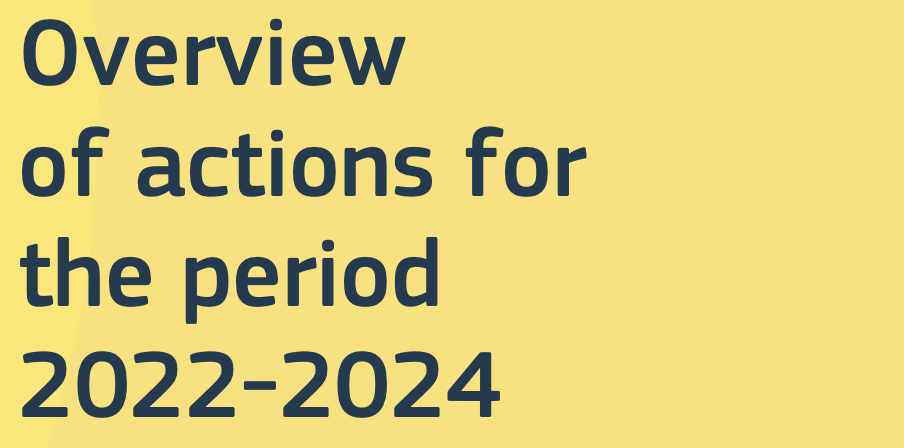 Overview
of actions for
the period
2022-2024